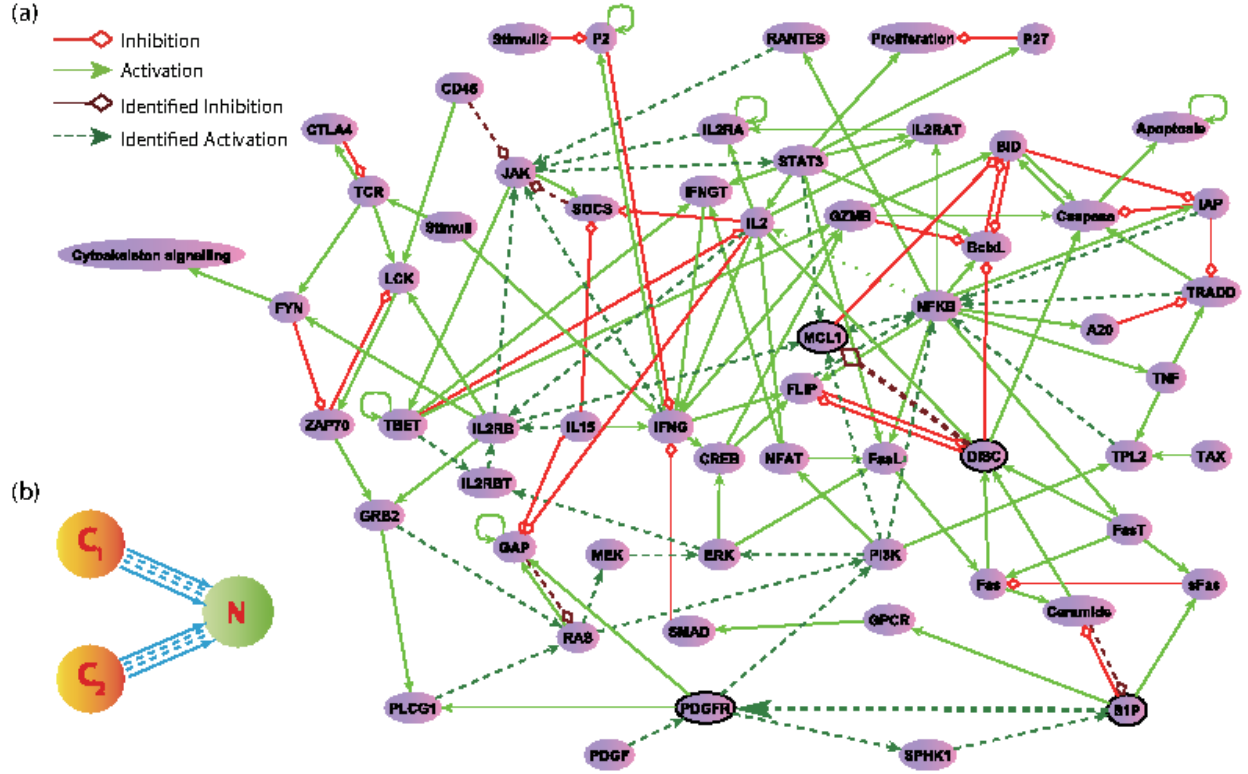 (a)
Stimuli2
P2
RANTES
Proliferation
P27
Inhibition
Activation
Identified Inhibition
Identified Activation
CD45
CTLA4
IL2RA
IL2RAT
Apoptosis
BID
STAT3
JAK
TCR
IFNGT
SOCS
IL2
GZMB
Caspase
IAP
Stimuli
BcbL
Cytoskeleton signalling
LCK
FYN
NFKB
TRADD
A20
MCL1
TNF
FLIP
ZAP70
TBET
IL2RB
IL15
IFNG
CREB
NFAT
FasL
DISC
TPL2
TAX
IL2RBT
(b)
GRB2
FasT
C1
GAP
MEK
ERK
PI3K
Fas
sFas
N
Ceramide
RAS
SMAD
GPCR
C2
PLCG1
PDGFR
S1P
PDGF
SPHK1